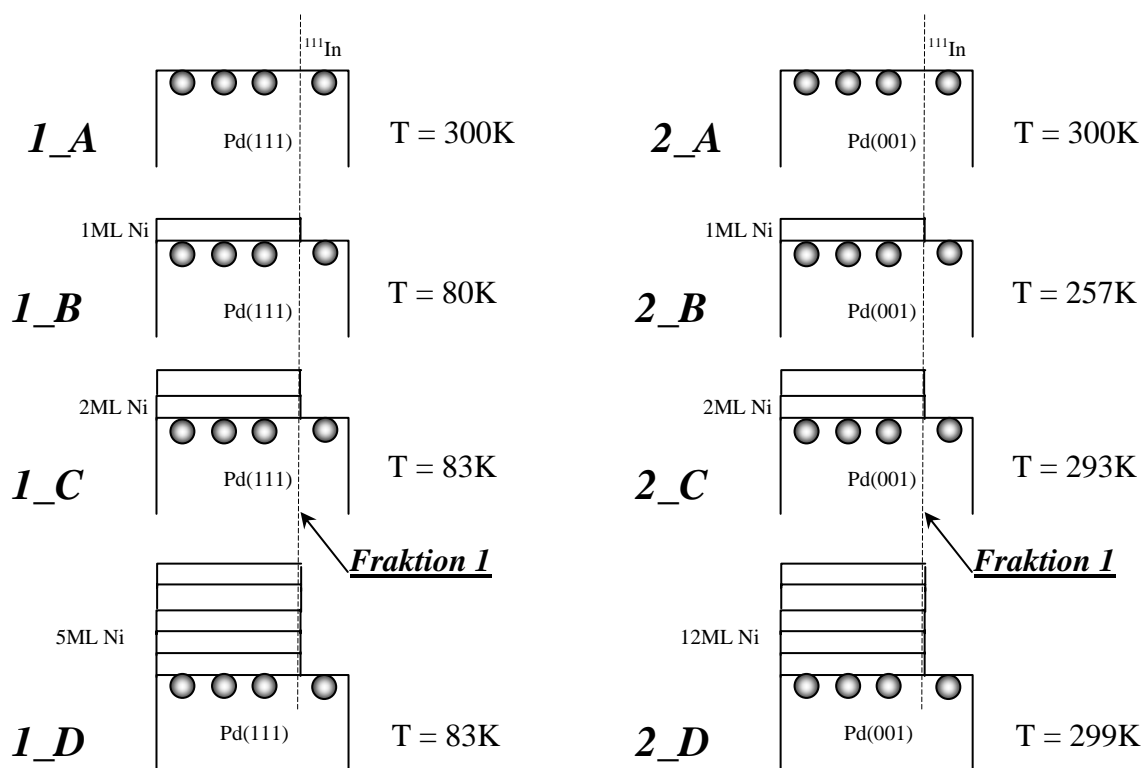 ¹¹¹In
1_A
Pd(111)
T = 300K
1ML Ni
1_B
Pd(111)
T = 80K
2ML Ni
1_C
Pd(111)
T = 83K
Fraktion 1
5ML Ni
1_D
Pd(111)
T = 83K
¹¹¹In
2_A
Pd(001)
T = 300K
1ML Ni
2_B
Pd(001)
T = 257K
2ML Ni
2_C
Pd(001)
T = 293K
Fraktion 1
12ML Ni
2_D
Pd(001)
T = 299K